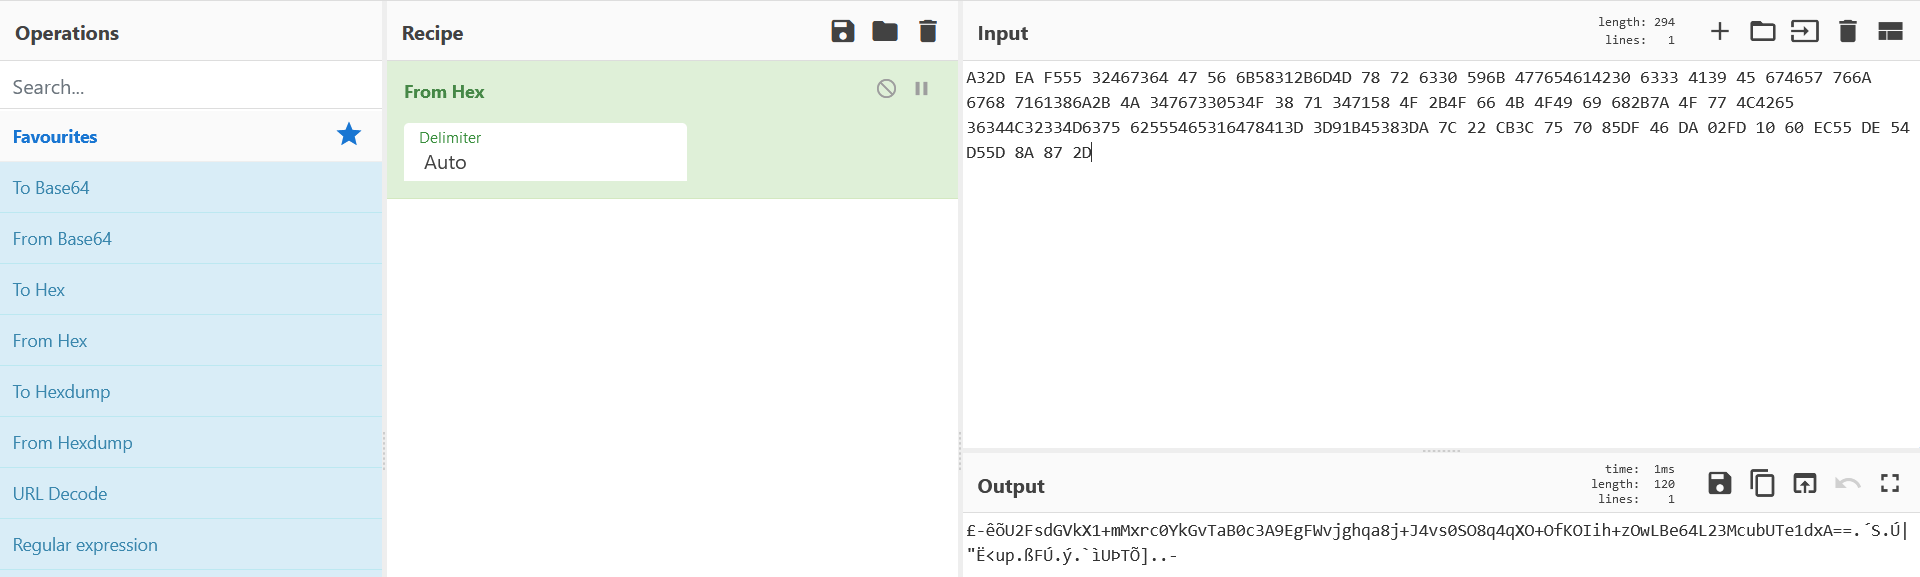 Operations
Search...
Favourites
To Base64
From Base64
To Hex
From Hex
To Hexdump
From Hexdump
URL Decode
Regular expression
Recipe
From Hex
Delimiter
Auto
Input
length: 294
lines: 1
A32D EA F555 32467364 47 56 6B58312B6D4D 78 72 6330 596B 477654614230 6333 4139 45 674657 766A
6768 7161386A2B 4A 34767330534F 38 71 347158 4F 2B4F 66 4B 4F49 69 682B7A 4F 77 4C4265
36344C32334D6375 62555465316478413D 3D91B45383DA 7C 22 CB3C 75 70 85DF 46 DA 02FD 10 60 EC55 DE 54
D55D 8A 87 2D
Output
time: 1ms
length: 120
lines: 1
£-êõU2FsdGVkX1+mMxrc0YkGvTaB0c3A9EgFWvjghqa8j+J4vs0SO8q4qXO+OfKOIih+zOwLBe64L23McubUTe1dxA==.´S.Ú|
"Ë<up.ßFÚ.ý.`ìUÞTÕ]..-